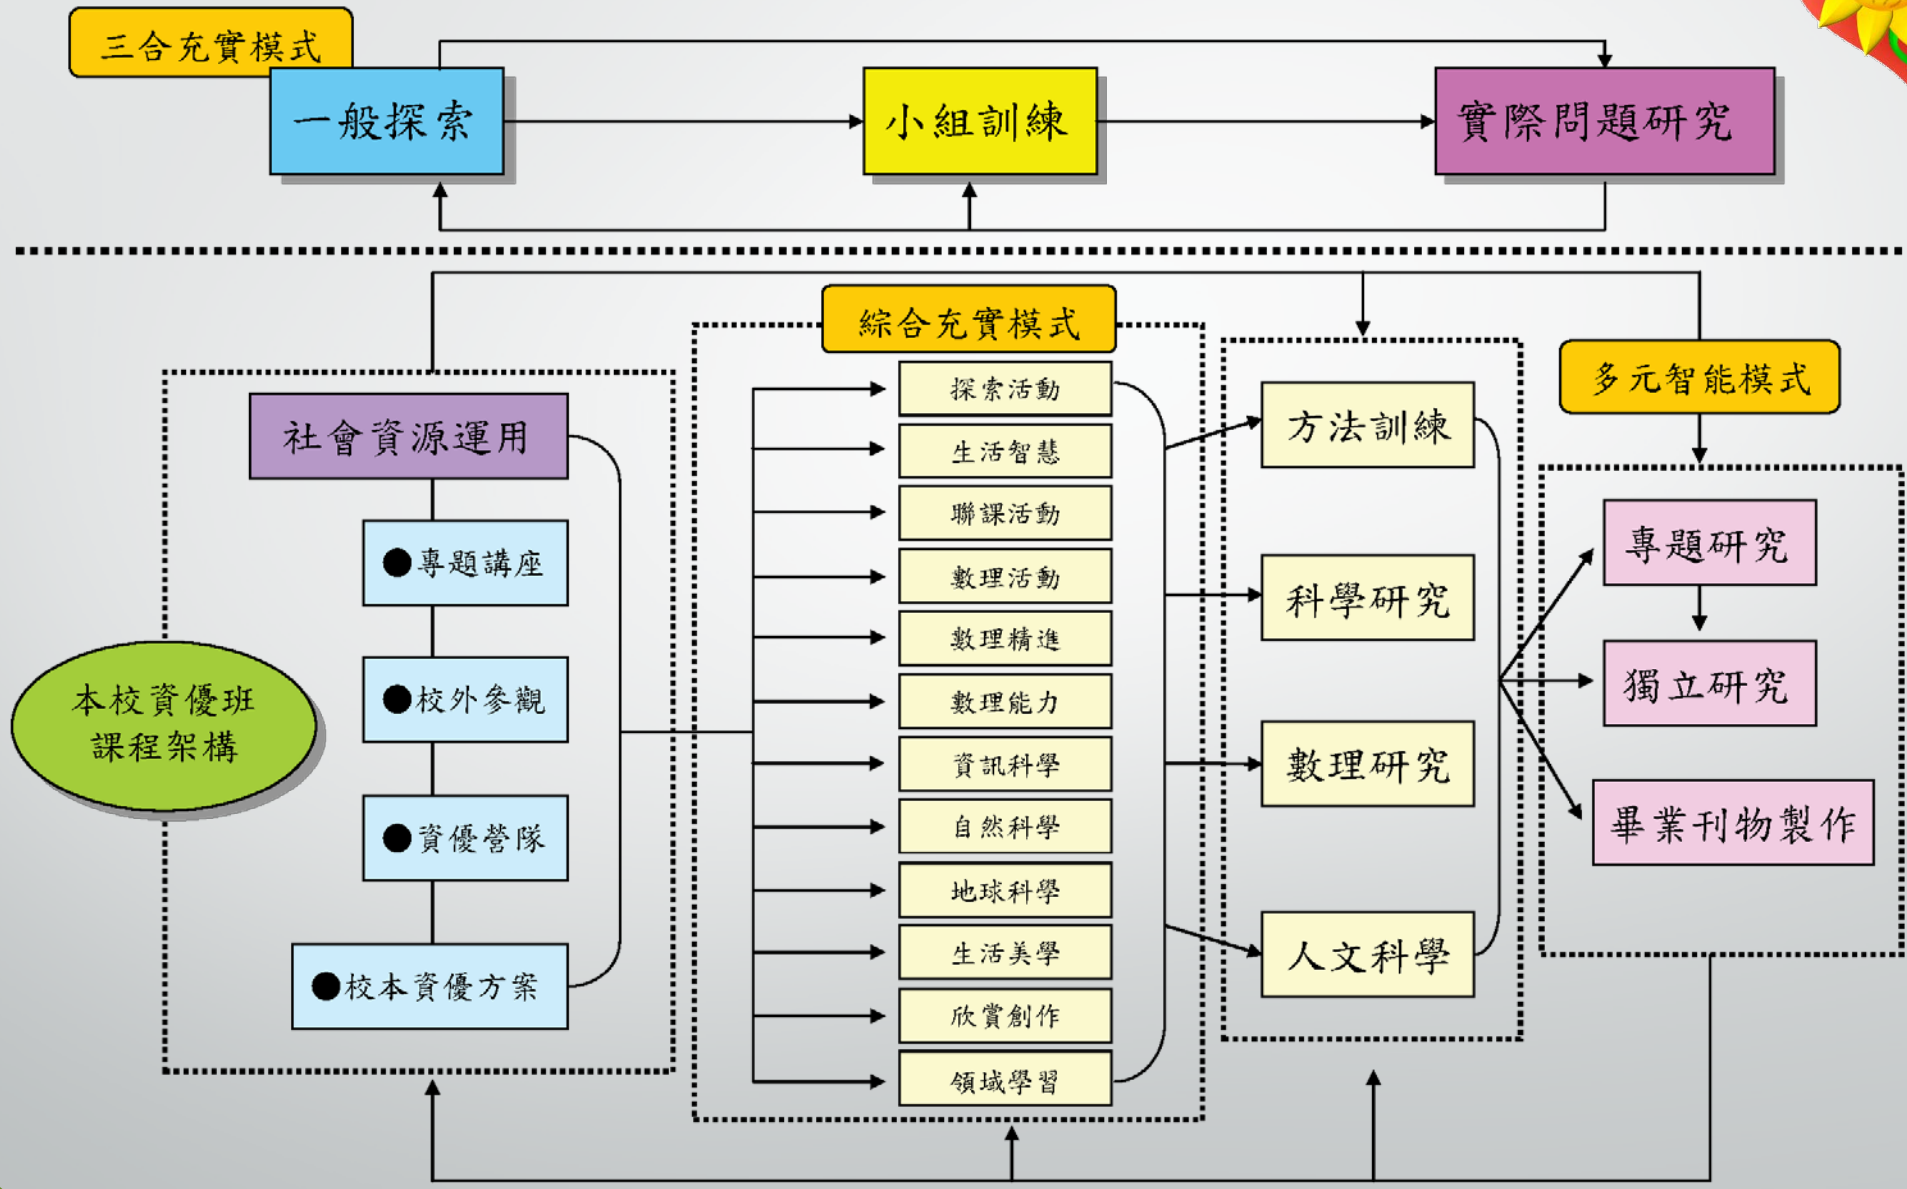 三合充實模式
一般探索
小組訓練
實際問題研究
綜合充實模式
多元智能模式
本校資優班
課程架構
社會資源運用
●專題講座
●校外參觀
●資優營隊
●校本資優方案
探索活動
生活智慧
聯課活動
數理活動
數理精進
數理能力
資訊科學
自然科學
地球科學
生活美學
欣賞創作
領域學習
方法訓練
科學研究
數理研究
人文科學
專題研究
獨立研究
畢業刊物製作